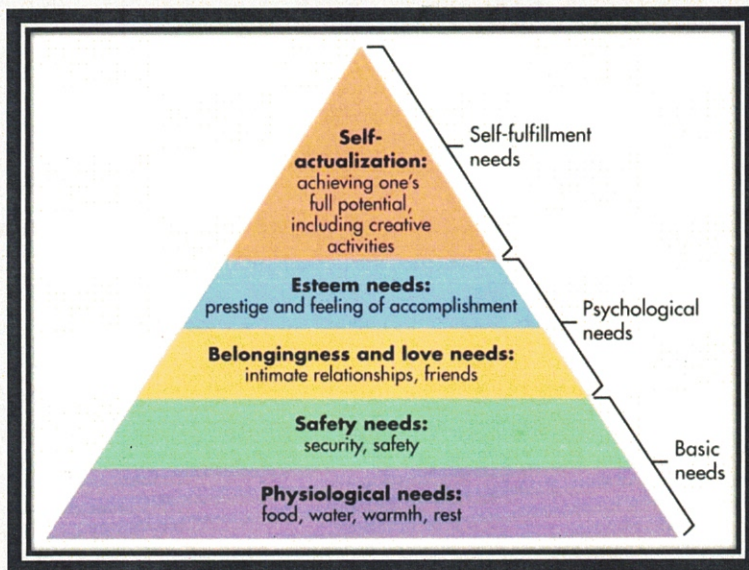 Self-
actualization:
achieving one's
full potential,
including creative
activities
Self-fulfillment
needs
Esteem needs:
prestige and feeling of accomplishment
Psychological
needs
Belongingness and love needs:
intimate relationships, friends
Safety needs:
security, safety
Basic
needs
Physiological needs:
food, water, warmth, rest